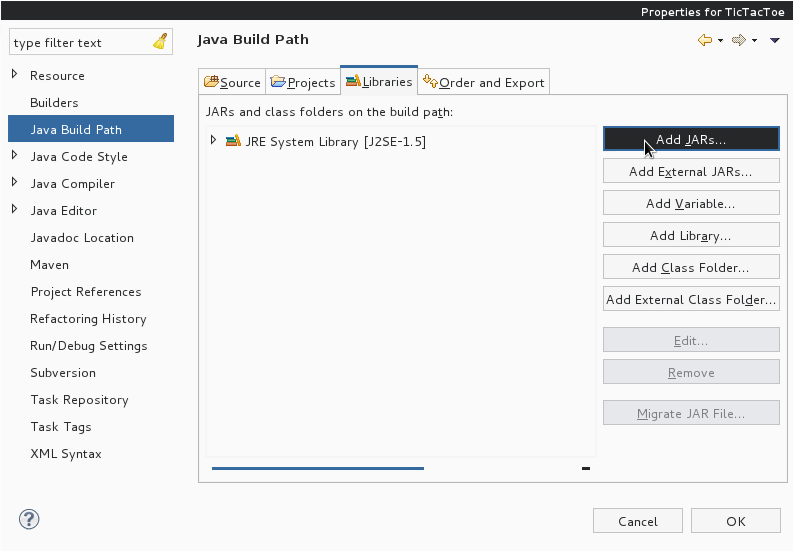 Properties for TicTacToe
type filter text
Java Build Path
Resource
Builders
Java Build Path
Java Code Style
Java Compiler
Java Editor
Javadoc Location
Maven
Project References
Refactoring History
Run/Debug Settings
Subversion
Task Repository
Task Tags
XML Syntax
Source
Projects
Libraries
Order and Export
JARs and class folders on the build path:
JRE System Library [J2SE-1.5]
Add JARs...
Add External JARs...
Add Variable...
Add Library...
Add Class Folder...
Add External Class Folder...
Edit...
Remove
Migrate JAR File...
?
Cancel
OK